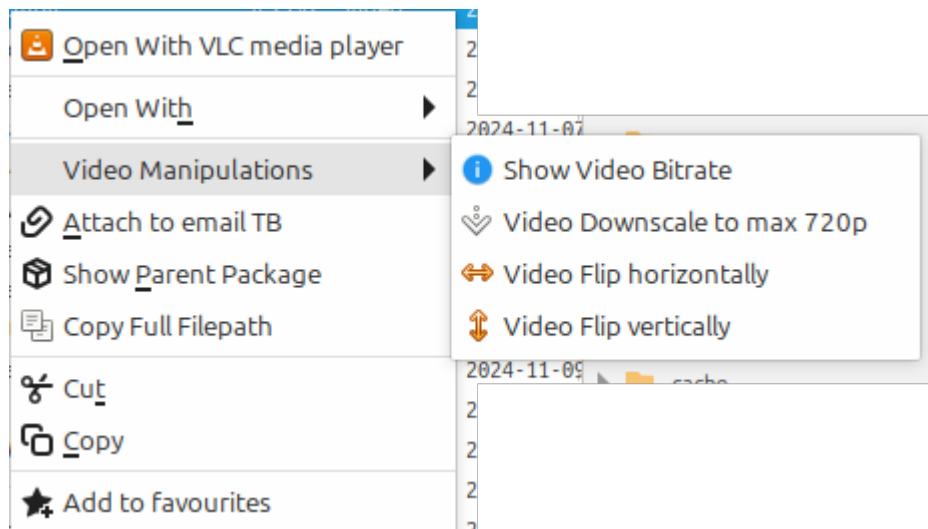 Open With VLC media player
Open With
2024-11-07
Video Manipulations
Show Video Bitrate
Attach to email TB
Video Downscale to max 720p
Show Parent Package
Video Flip horizontally
Copy Full Filepath
Video Flip vertically
2024-11-09
Cut
Copy
Add to favourites